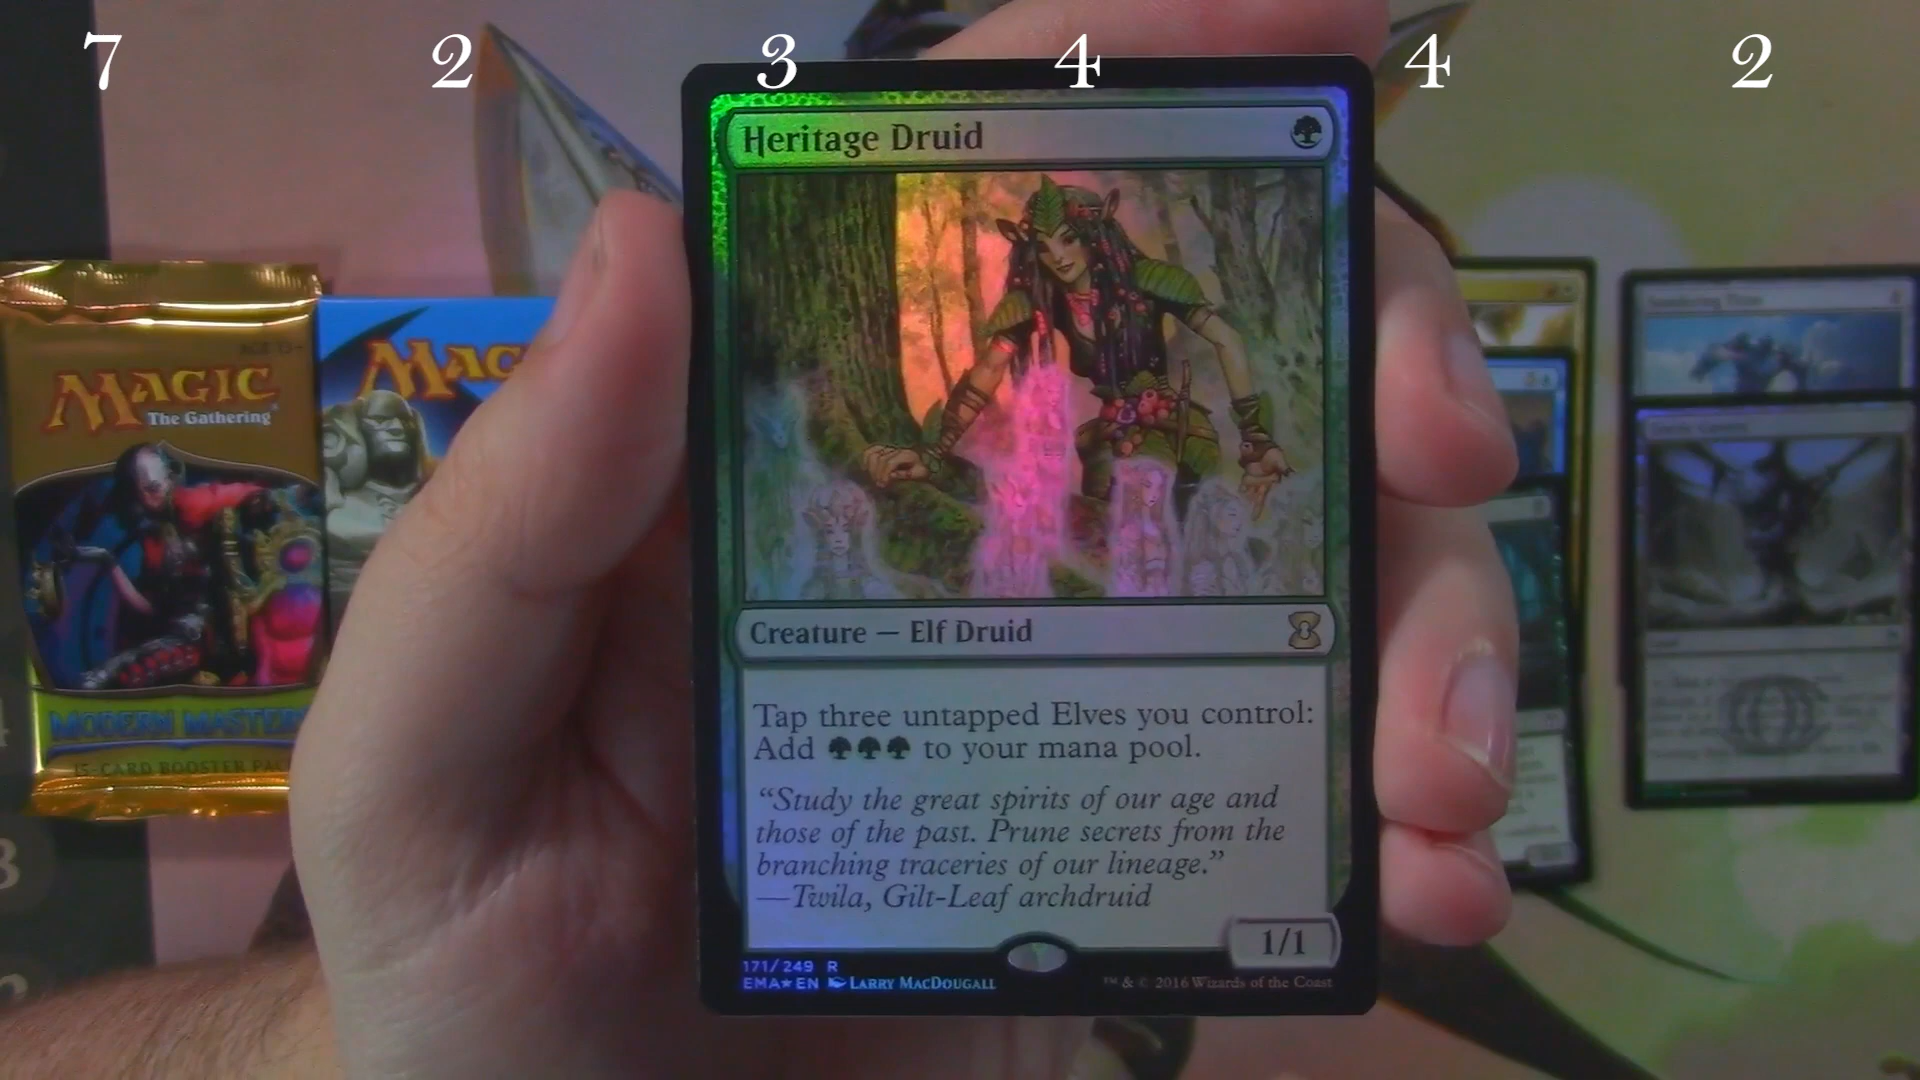 7 2 3 4 4 2
Heritage Druid
Creature — Elf Druid
Tap three untapped Elves you control:
Add to your mana pool.
"Study the great spirits of our age and
those of the past. Prune secrets from the
branching traceries of our lineage."
—Twila, Gilt-Leaf archdruid
1/1
171/249 R
EMA★EN LARRY MACDOUGALL
™ & © 2016 Wizards of the Coast
MAGIC
The Gathering
MODERN MASTERS
15-CARD BOOSTER PACK
MAGIC